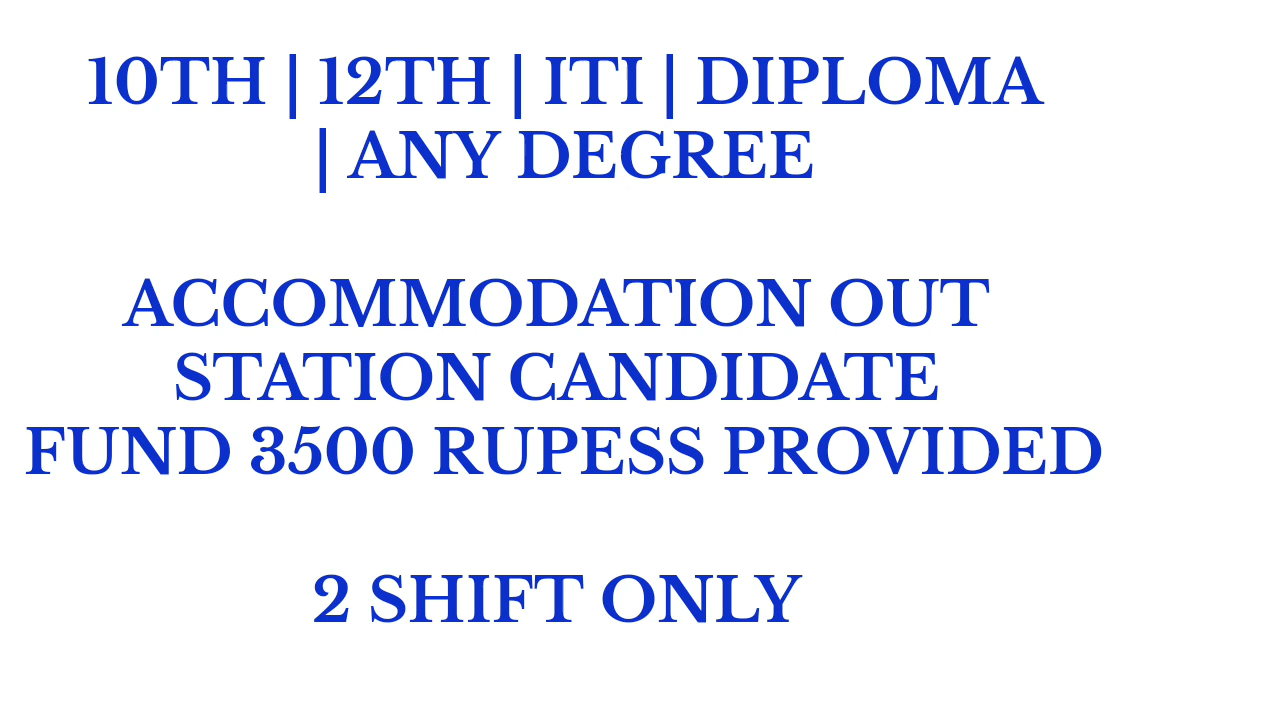 10TH | 12TH | ITI | DIPLOMA
| ANY DEGREE
ACCOMMODATION OUT
STATION CANDIDATE
FUND 3500 RUPESS PROVIDED
2 SHIFT ONLY